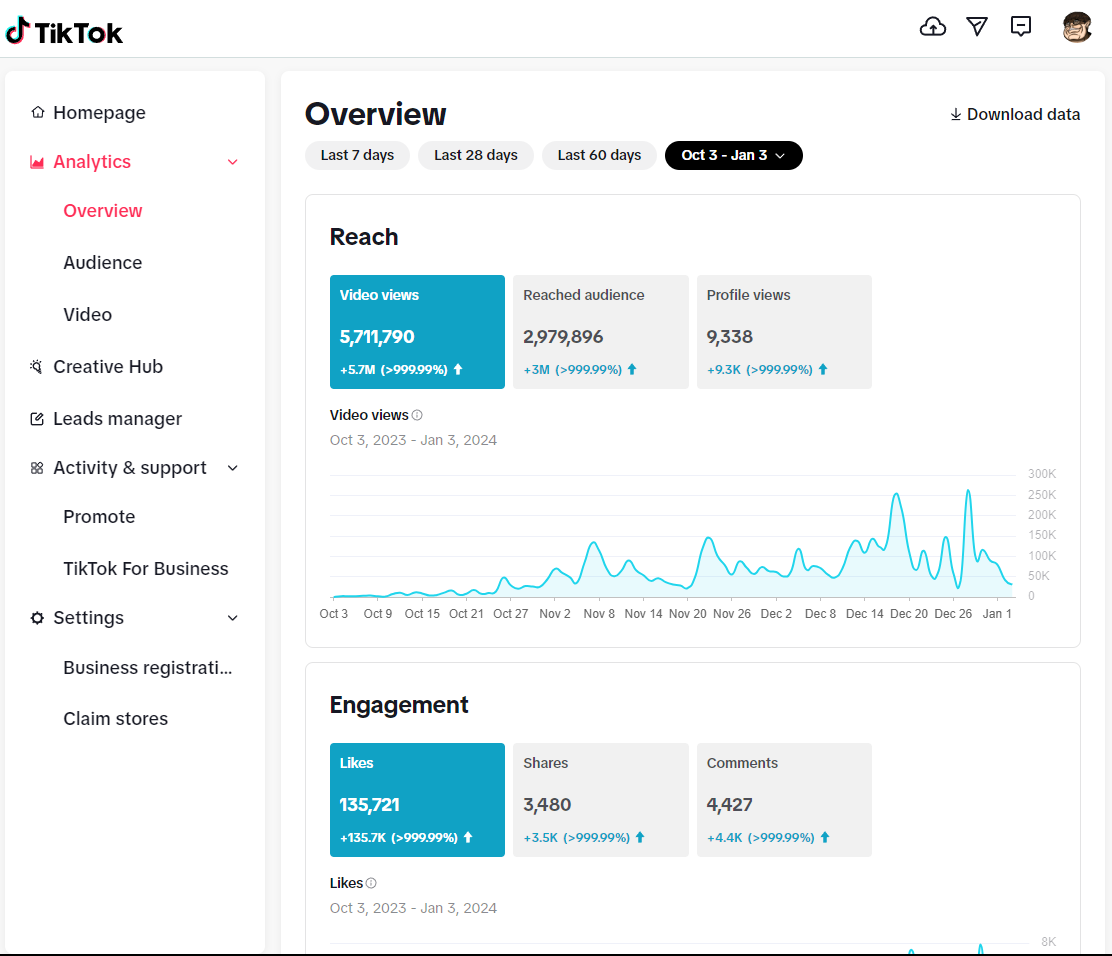 TikTok
Homepage
Analytics
Overview
Audience
Video
Creative Hub
Leads manager
Activity & support
Promote
TikTok For Business
Settings
Business registrati...
Claim stores
Overview
Download data
Last 7 days Last 28 days Last 60 days Oct 3 - Jan 3
Reach
Video views Reached audience Profile views
5,711,790 2,979,896 9,338
+5.7M (>999.99%) +3M (>999.99%) +9.3K (>999.99%)
Video views
Oct 3, 2023 - Jan 3, 2024
300K
250K
200K
150K
100K
50K
0
Oct 3 Oct 9 Oct 15 Oct 21 Oct 27 Nov 2 Nov 8 Nov 14 Nov 20 Nov 26 Dec 2 Dec 8 Dec 14 Dec 20 Dec 26 Jan 1
Engagement
Likes Shares Comments
135,721 3,480 4,427
+135.7K (>999.99%) +3.5K (>999.99%) +4.4K (>999.99%)
Likes
Oct 3, 2023 - Jan 3, 2024
8K